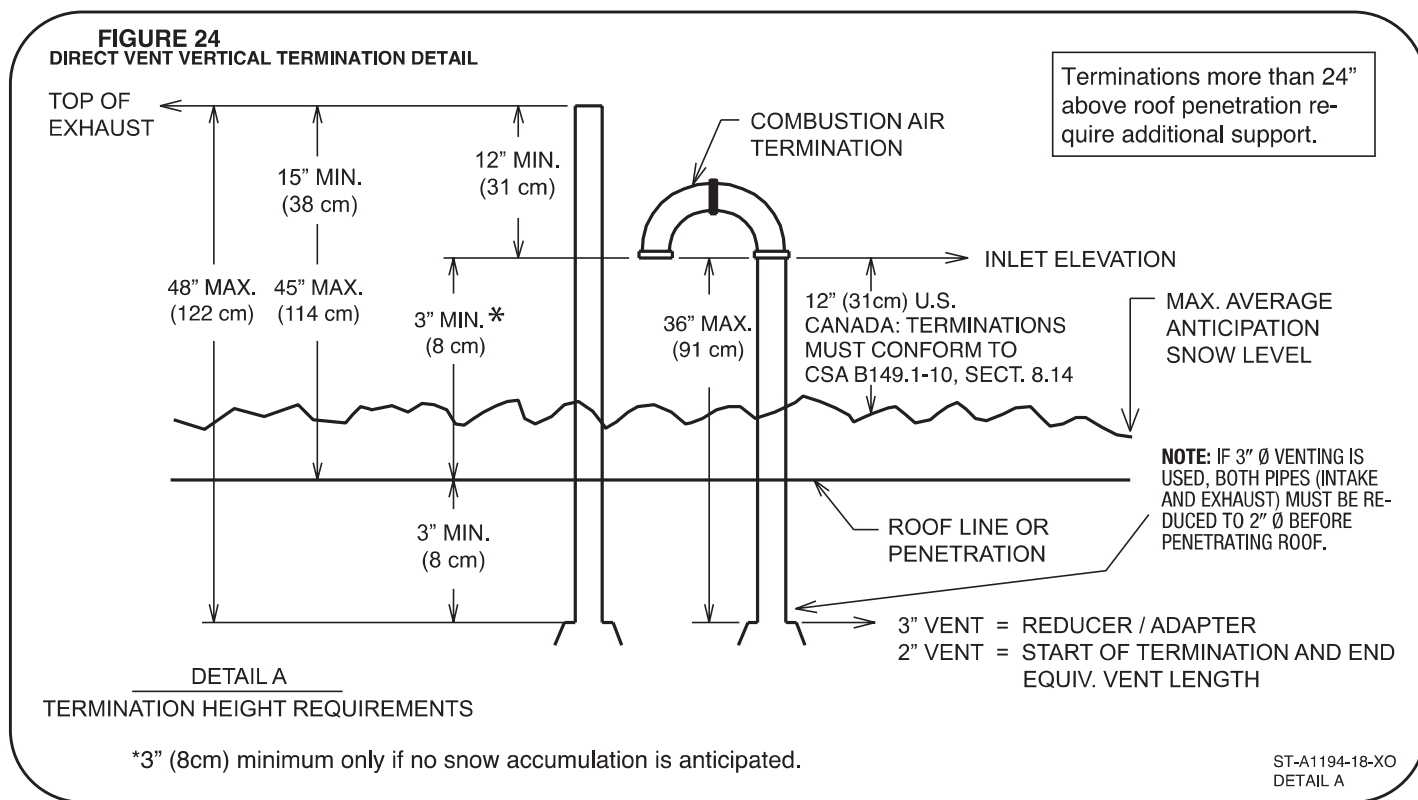 FIGURE 24
DIRECT VENT VERTICAL TERMINATION DETAIL
TOP OF
EXHAUST
Terminations more than 24”
above roof penetration re-
quire additional support.
COMBUSTION AIR
TERMINATION
12” MIN.
(31 cm)
15” MIN.
(38 cm)
INLET ELEVATION
48” MAX.
(122 cm)
45” MAX.
(114 cm)
3” MIN. *
(8 cm)
36” MAX.
(91 cm)
12” (31cm) U.S.
CANADA: TERMINATIONS
MUST CONFORM TO
CSA B149.1-10, SECT. 8.14
MAX. AVERAGE
ANTICIPATION
SNOW LEVEL
NOTE: IF 3” Ø VENTING IS
USED, BOTH PIPES (INTAKE
AND EXHAUST) MUST BE RE-
DUCED TO 2” Ø BEFORE
PENETRATING ROOF.
3” MIN.
(8 cm)
ROOF LINE OR
PENETRATION
3” VENT = REDUCER / ADAPTER
2” VENT = START OF TERMINATION AND END
EQUIV. VENT LENGTH
DETAIL A
TERMINATION HEIGHT REQUIREMENTS
*3” (8cm) minimum only if no snow accumulation is anticipated.
ST-A1194-18-XO
DETAIL A